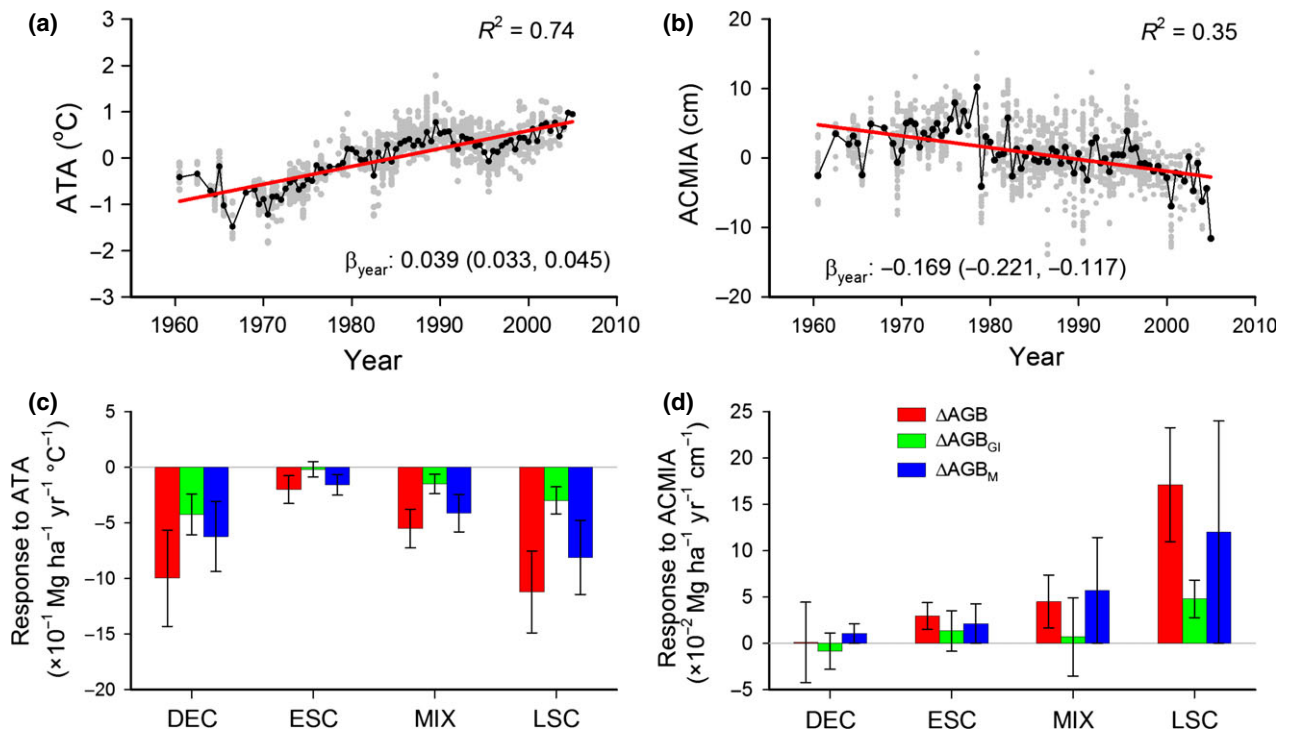 (a)
R² = 0.74
3
2
1
0
−1
−2
−3
ATA (°C)
β_year: 0.039 (0.033, 0.045)
1960 1970 1980 1990 2000 2010
Year
(b)
R² = 0.35
20
10
0
−10
−20
ACMIA (cm)
β_year: −0.169 (−0.221, −0.117)
1960 1970 1980 1990 2000 2010
Year
(c)
5
0
−5
−10
−15
−20
Response to ATA
(×10⁻¹ Mg ha⁻¹ yr⁻¹ °C⁻¹)
DEC ESC MIX LSC
(d)
25
20
15
10
5
0
−5
Response to ACMIA
(×10⁻² Mg ha⁻¹ yr⁻¹ cm⁻¹)
ΔAGB
ΔAGB_GI
ΔAGB_M
DEC ESC MIX LSC